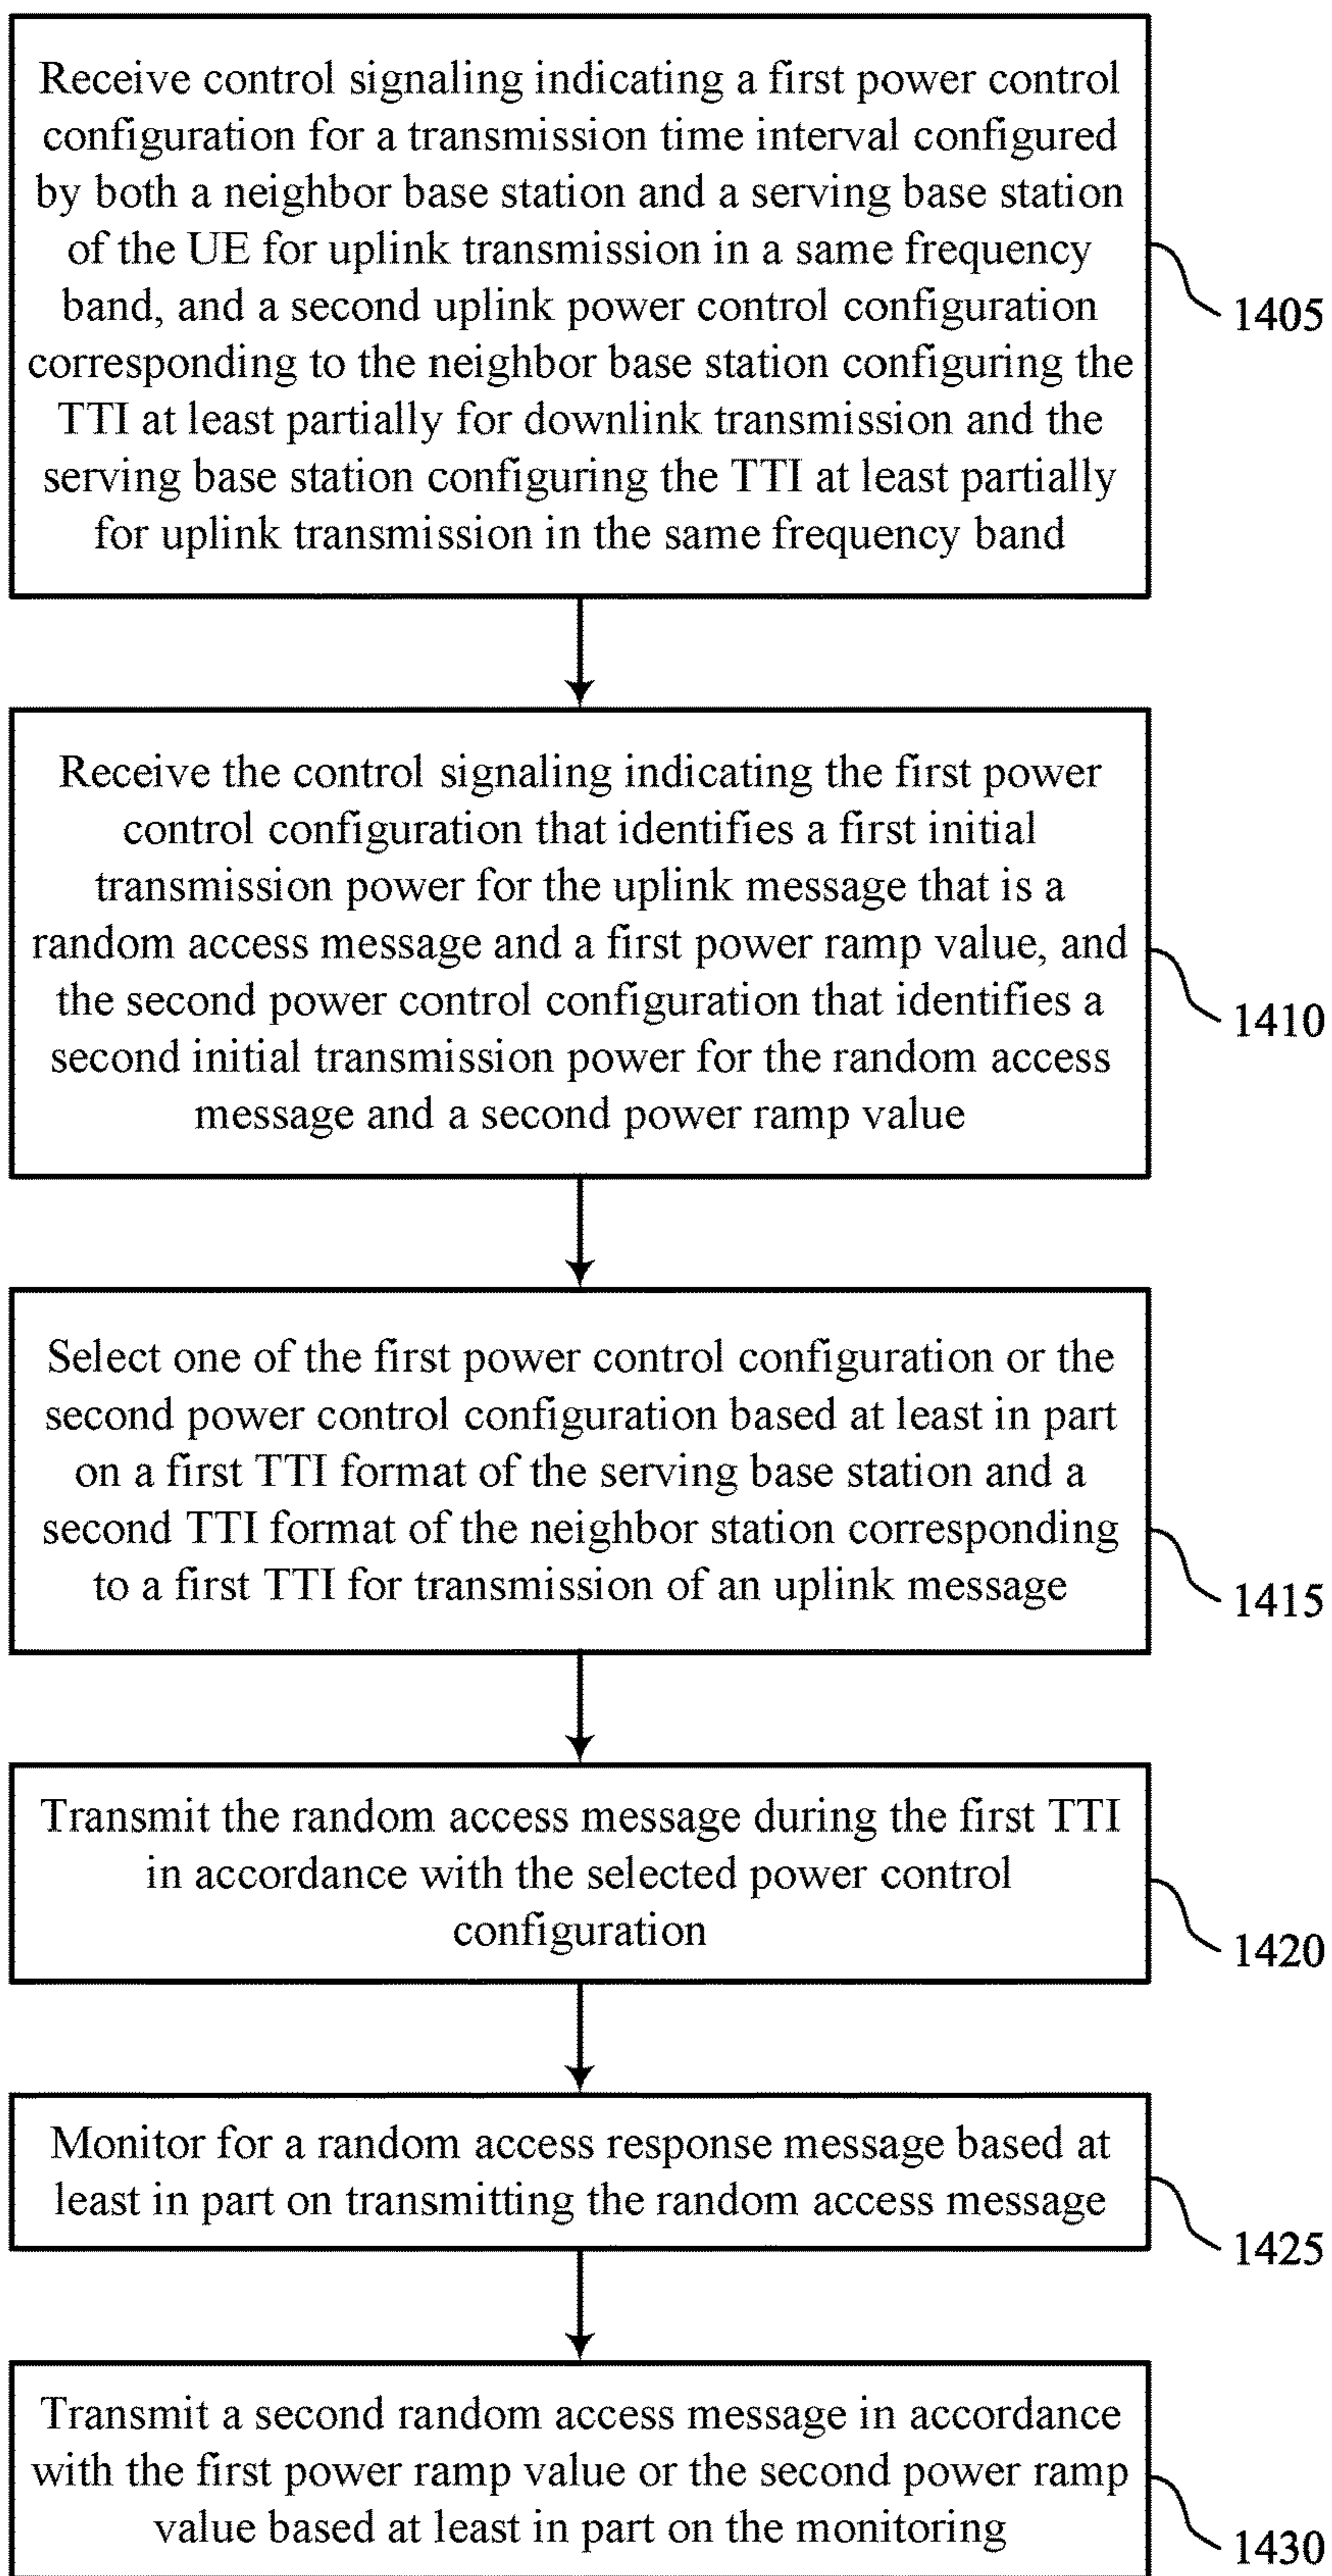 Receive control signaling indicating a first power control
configuration for a transmission time interval configured
by both a neighbor base station and a serving base station
of the UE for uplink transmission in a same frequency
band, and a second uplink power control configuration
corresponding to the neighbor base station configuring the
TTI at least partially for downlink transmission and the
serving base station configuring the TTI at least partially
for uplink transmission in the same frequency band
1405
Receive the control signaling indicating the first power
control configuration that identifies a first initial
transmission power for the uplink message that is a
random access message and a first power ramp value, and
the second power control configuration that identifies a
second initial transmission power for the random access
message and a second power ramp value
1410
Select one of the first power control configuration or the
second power control configuration based at least in part
on a first TTI format of the serving base station and a
second TTI format of the neighbor station corresponding
to a first TTI for transmission of an uplink message
1415
Transmit the random access message during the first TTI
in accordance with the selected power control
configuration
1420
Monitor for a random access response message based at
least in part on transmitting the random access message
1425
Transmit a second random access message in accordance
with the first power ramp value or the second power ramp
value based at least in part on the monitoring
1430